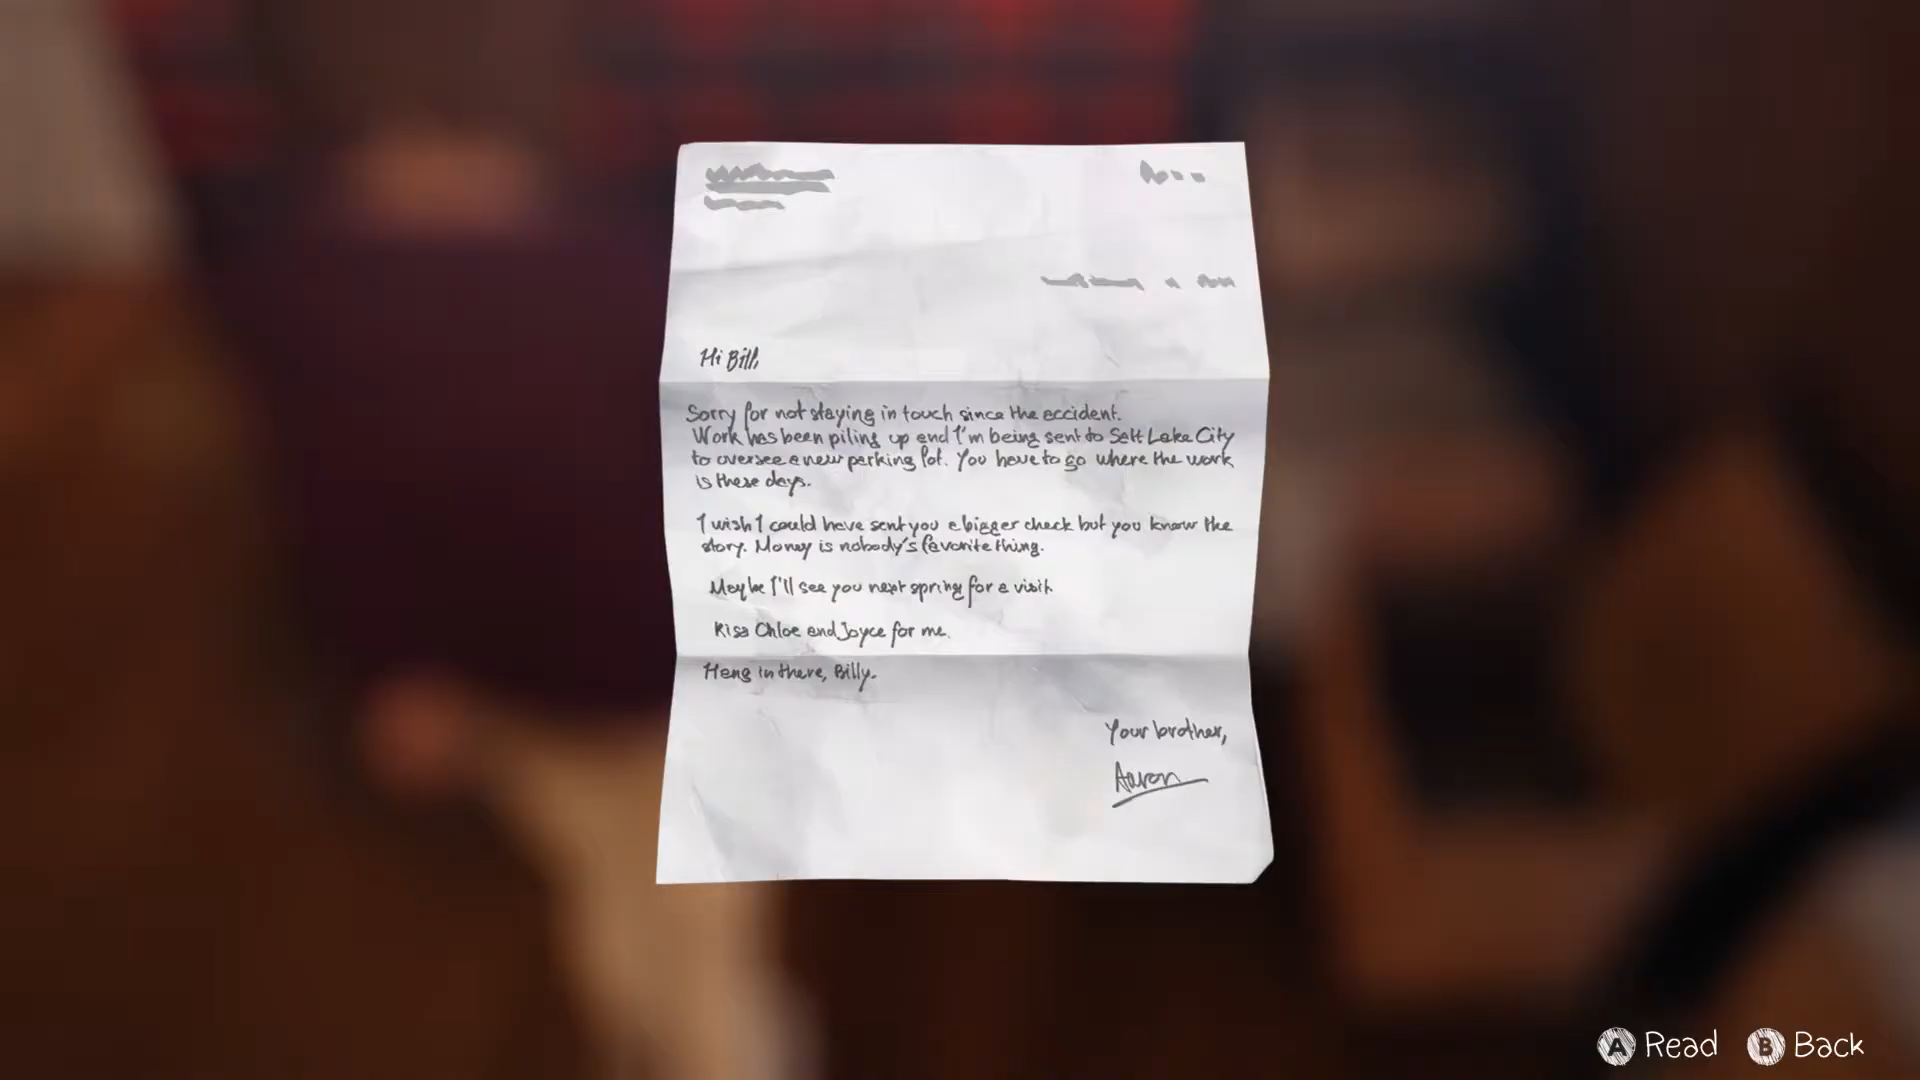 Hi Bill,
Sorry for not staying in touch since the accident.
Work has been piling up and I'm being sent to Salt Lake City
to oversee a new parking lot. You have to go where the work
is these days.
I wish I could have sent you a bigger check but you know the
story. Money is nobody's favorite thing.
Maybe I'll see you next spring for a visit.
Kiss Chloe and Joyce for me.
Hang in there, Billy.
Your brother,
Aaron
A Read B Back